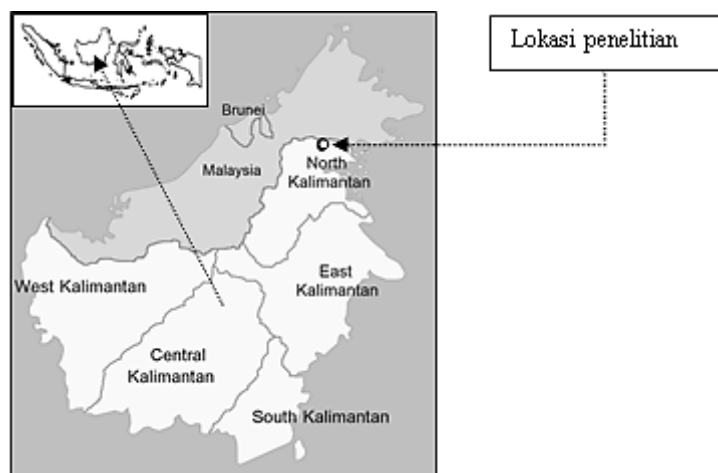 Lokasi penelitian
Brunei
Malaysia
North
Kalimantan
East
Kalimantan
West Kalimantan
Central
Kalimantan
South Kalimantan